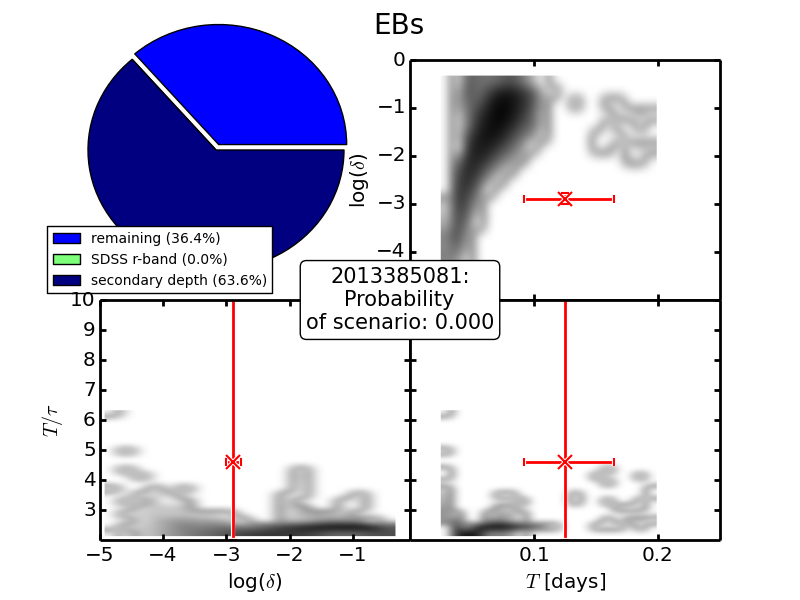 EBs
remaining (36.4%)
SDSS r-band (0.0%)
secondary depth (63.6%)
0
−1
−2
−3
−4
log(δ)
2013385081:
Probability
of scenario: 0.000
10
9
8
7
6
5
4
3
T/τ
−5 −4 −3 −2 −1
log(δ)
0.1 0.2
T [days]